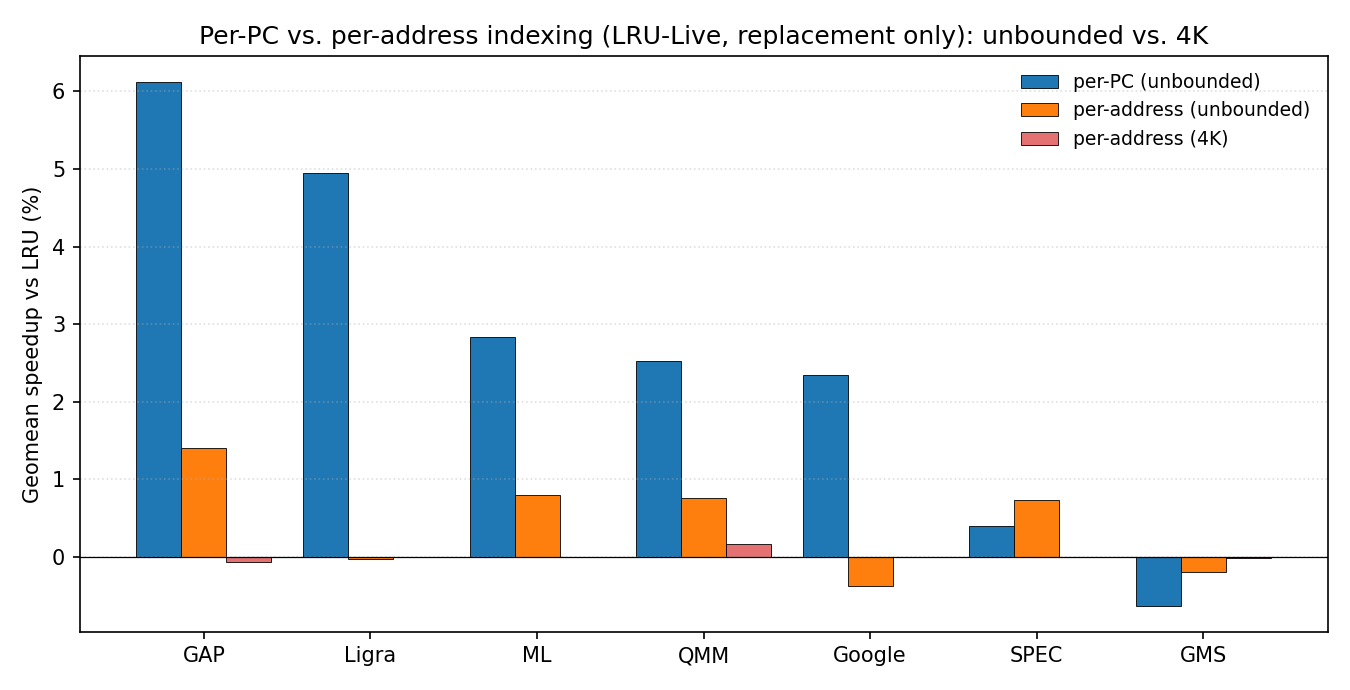 Per-PC vs. per-address indexing (LRU-Live, replacement only): unbounded vs. 4K
per-PC (unbounded)
per-address (unbounded)
per-address (4K)
Geomean speedup vs LRU (%)
6
5
4
3
2
1
0
GAP Ligra ML QMM Google SPEC GMS